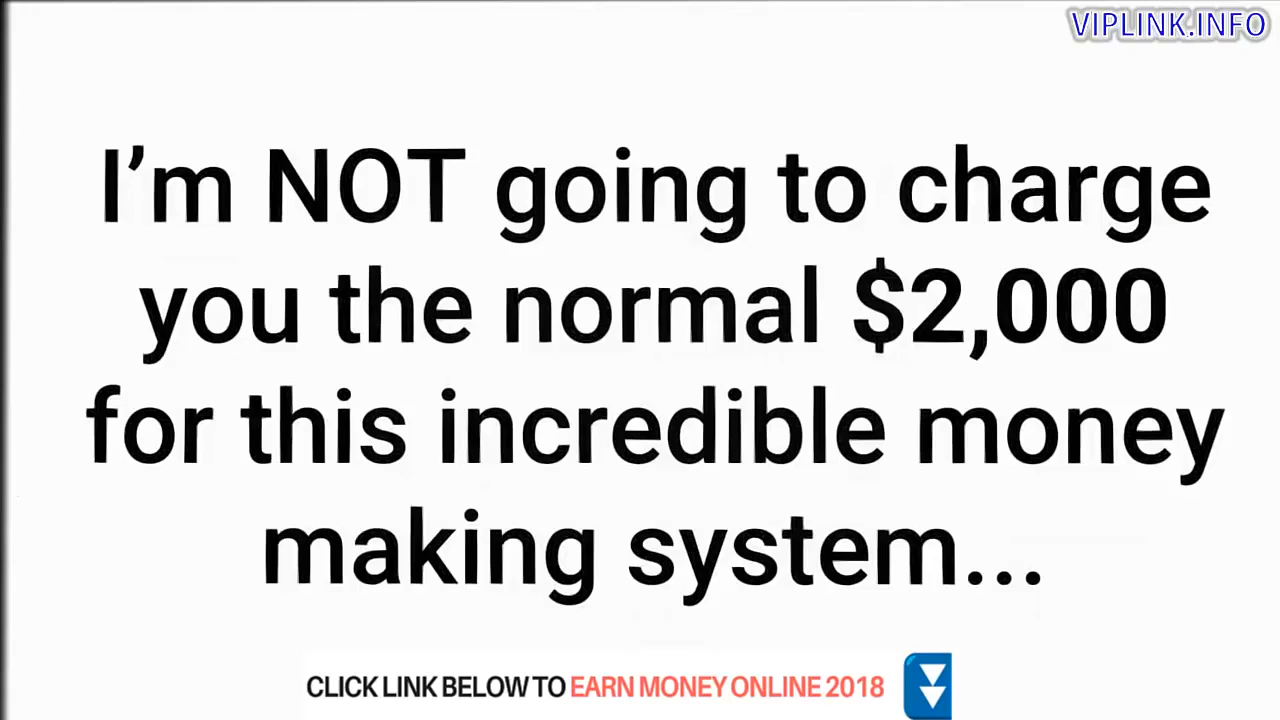 VIPLINK.INFO
I’m NOT going to charge
you the normal $2,000
for this incredible money
making system...
CLICK LINK BELOW TO EARN MONEY ONLINE 2018